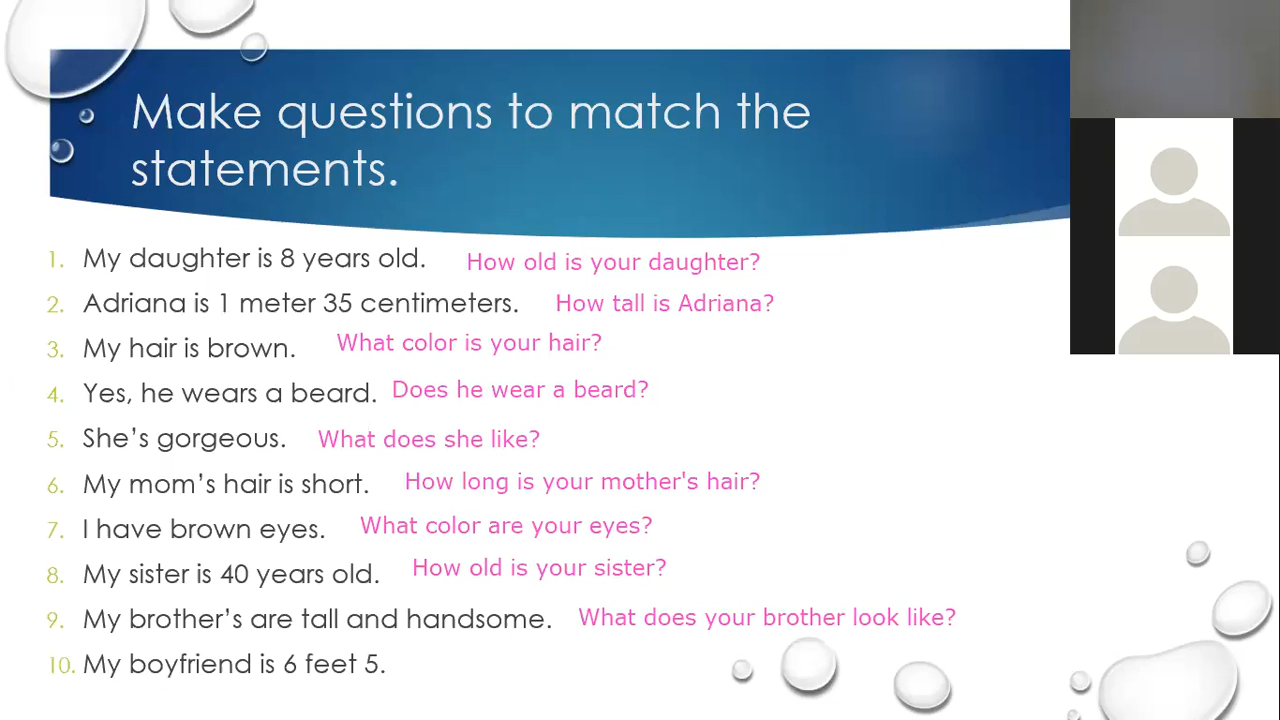 Make questions to match the
statements.
1. My daughter is 8 years old. How old is your daughter?
2. Adriana is 1 meter 35 centimeters. How tall is Adriana?
3. My hair is brown. What color is your hair?
4. Yes, he wears a beard. Does he wear a beard?
5. She's gorgeous. What does she like?
6. My mom's hair is short. How long is your mother's hair?
7. I have brown eyes. What color are your eyes?
8. My sister is 40 years old. How old is your sister?
9. My brother's are tall and handsome. What does your brother look like?
10. My boyfriend is 6 feet 5.